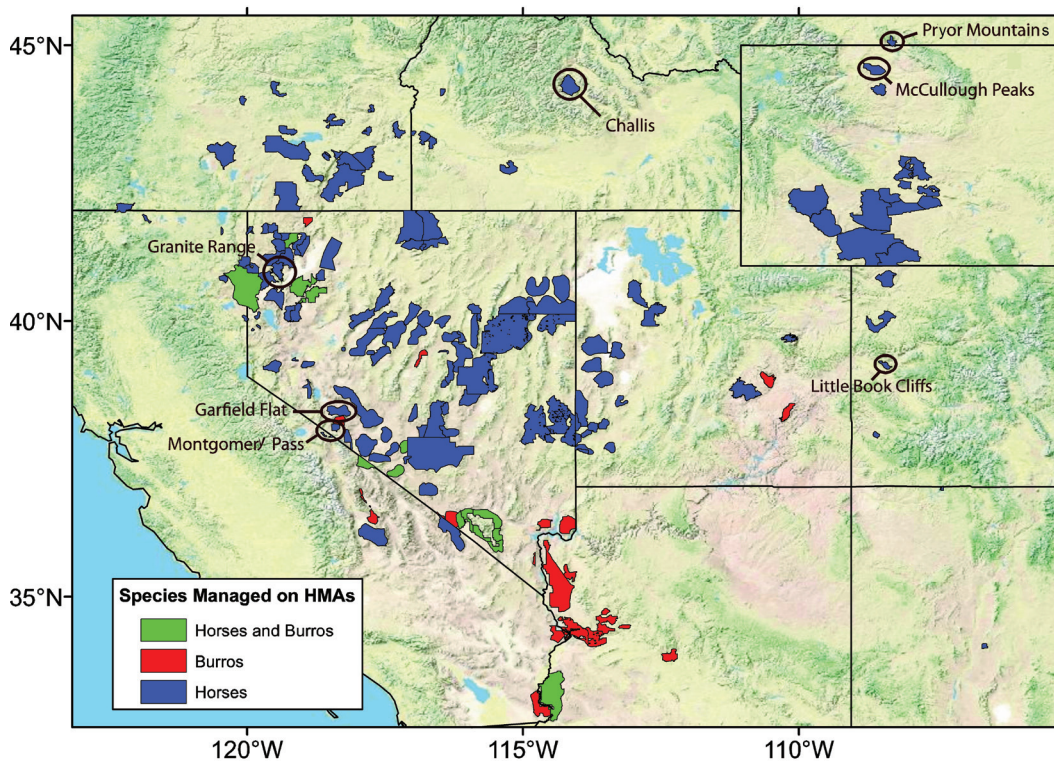 45°N
Pryor Mountains
McCullough Peaks
Challis
Granite Range
40°N
Little Book Cliffs
Garfield Flat
Montgomer/ Pass
35°N
Species Managed on HMAs
Horses and Burros
Burros
Horses
120°W
115°W
110°W